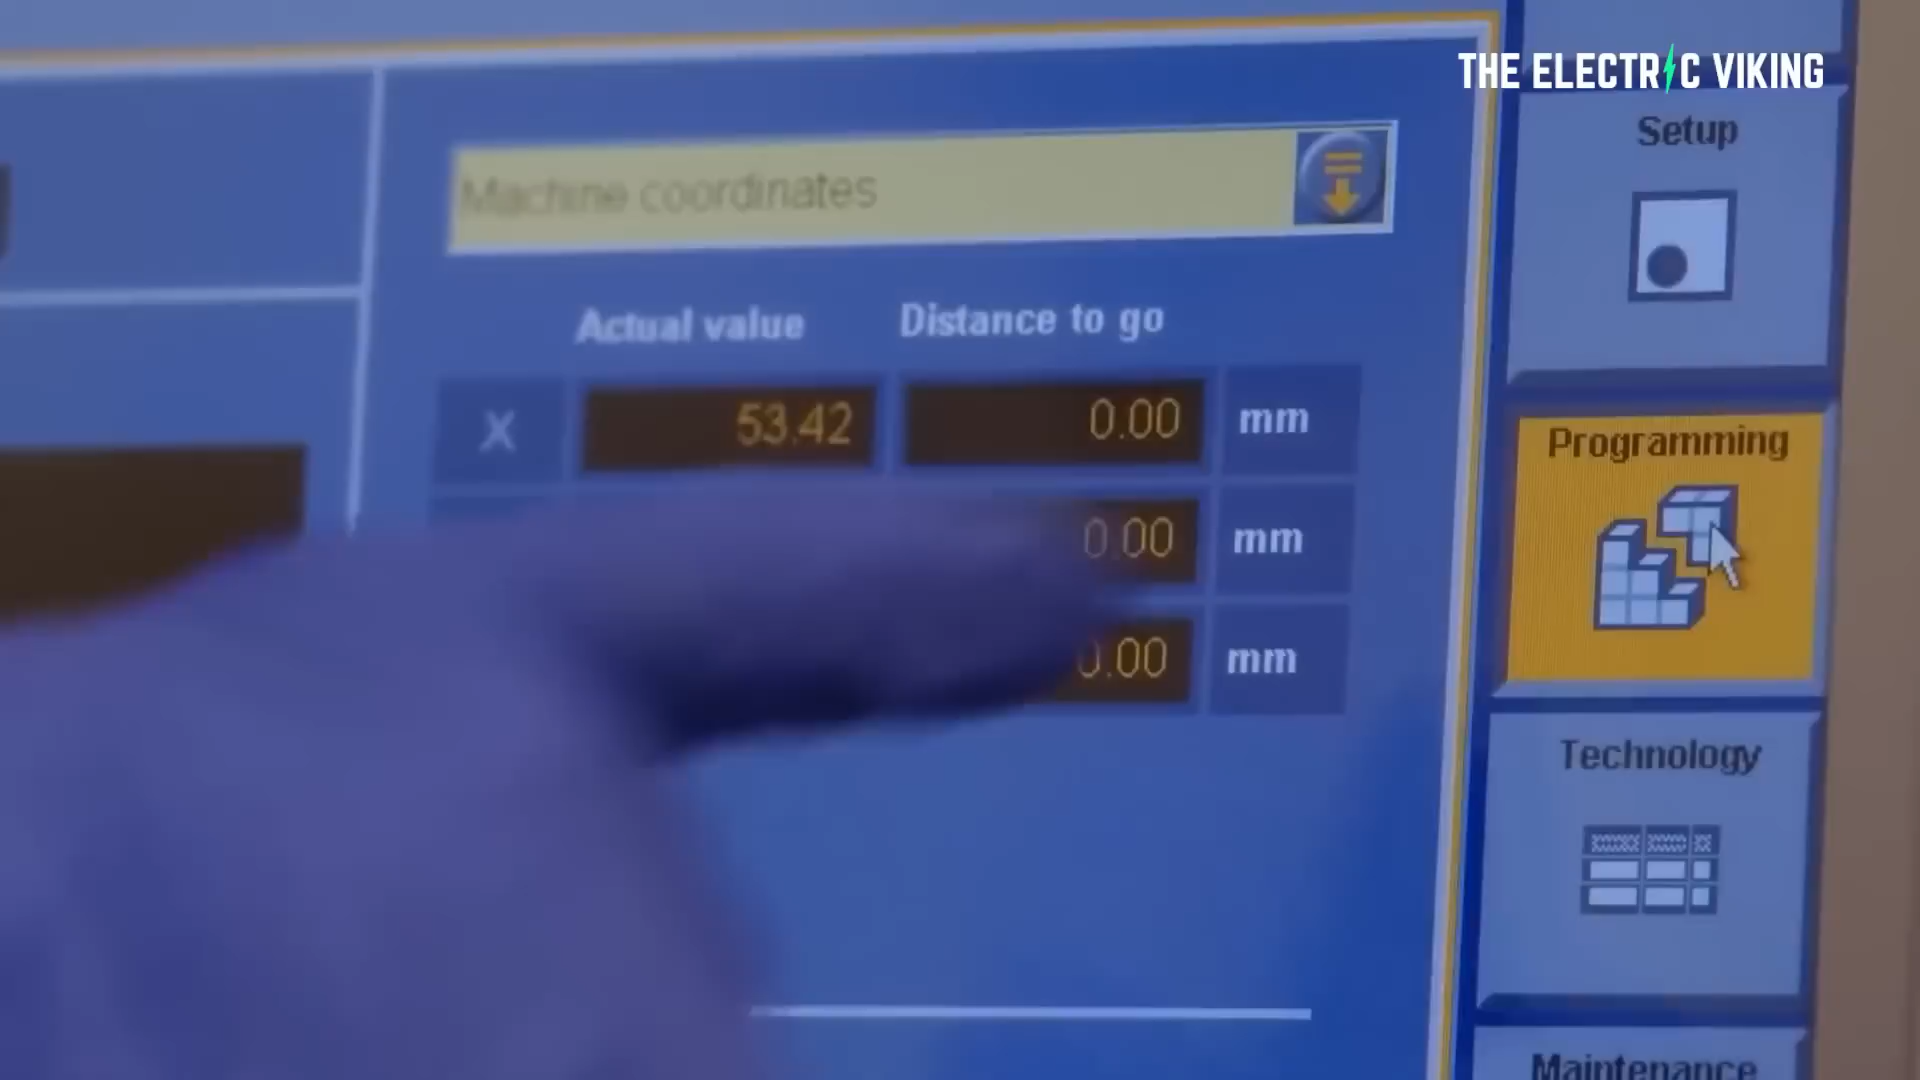 THE ELECTRIC VIKING
Setup
Machine coordinates
Actual value Distance to go
X 53.42 0.00 mm
0.00 mm
0.00 mm
Programming
Technology
Maintenance